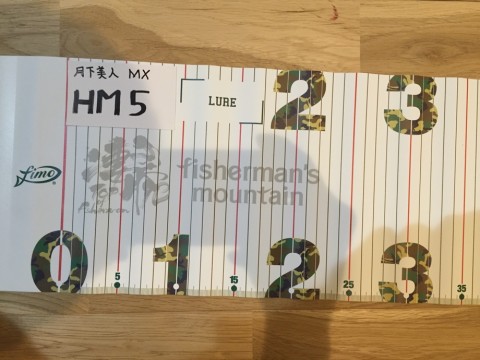 月下美人 MX
HM5
LURE
2 3
Fimo
fisherman's
mountain
0 1 2 3
5 15 25 35